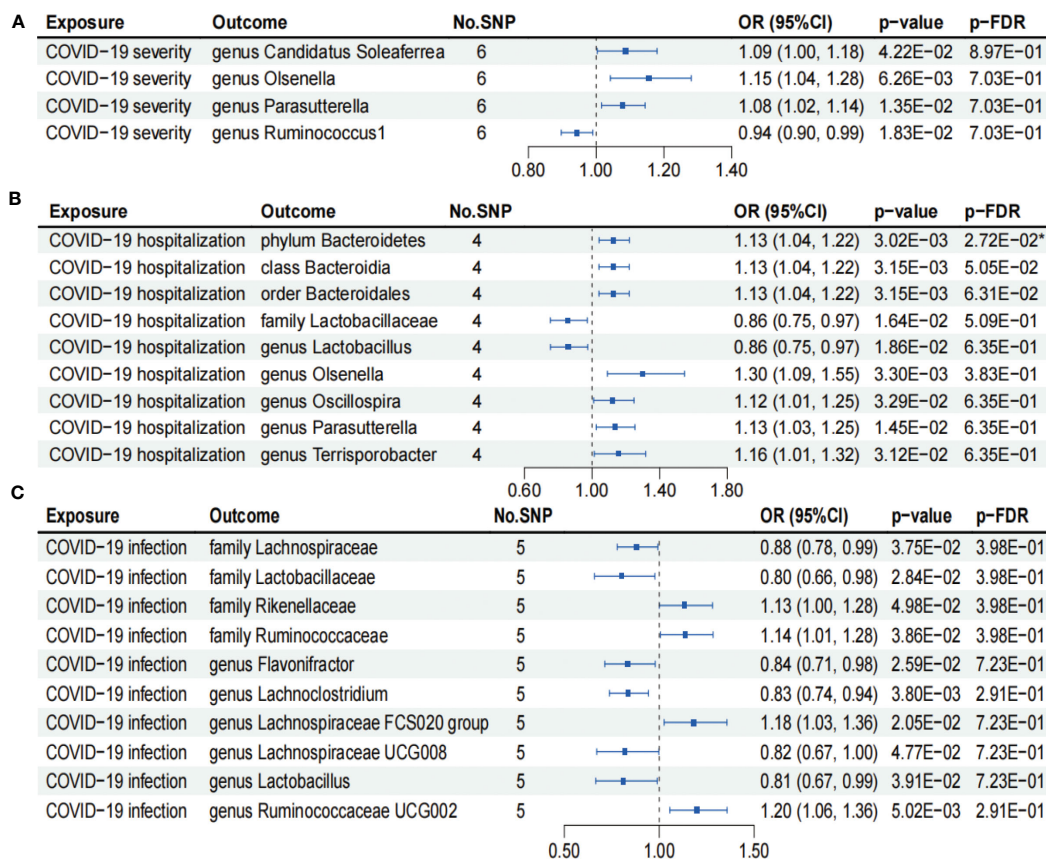 A
Exposure Outcome No.SNP OR (95%CI) p-value p-FDR
COVID−19 severity genus Candidatus Soleaferrea 6 1.09 (1.00, 1.18) 4.22E−02 8.97E−01
COVID−19 severity genus Olsenella 6 1.15 (1.04, 1.28) 6.26E−03 7.03E−01
COVID−19 severity genus Parasutterella 6 1.08 (1.02, 1.14) 1.35E−02 7.03E−01
COVID−19 severity genus Ruminococcus1 6 0.94 (0.90, 0.99) 1.83E−02 7.03E−01
0.80 1.00 1.20 1.40
B
Exposure Outcome No.SNP OR (95%CI) p-value p-FDR
COVID−19 hospitalization phylum Bacteroidetes 4 1.13 (1.04, 1.22) 3.02E−03 2.72E−02*
COVID−19 hospitalization class Bacteroidia 4 1.13 (1.04, 1.22) 3.15E−03 5.05E−02
COVID−19 hospitalization order Bacteroidales 4 1.13 (1.04, 1.22) 3.15E−03 6.31E−02
COVID−19 hospitalization family Lactobacillaceae 4 0.86 (0.75, 0.97) 1.64E−02 5.09E−01
COVID−19 hospitalization genus Lactobacillus 4 0.86 (0.75, 0.97) 1.86E−02 6.35E−01
COVID−19 hospitalization genus Olsenella 4 1.30 (1.09, 1.55) 3.30E−03 3.83E−01
COVID−19 hospitalization genus Oscillospira 4 1.12 (1.01, 1.25) 3.29E−02 6.35E−01
COVID−19 hospitalization genus Parasutterella 4 1.13 (1.03, 1.25) 1.45E−02 6.35E−01
COVID−19 hospitalization genus Terrisporobacter 4 1.16 (1.01, 1.32) 3.12E−02 6.35E−01
0.60 1.00 1.40 1.80
C
Exposure Outcome No.SNP OR (95%CI) p-value p-FDR
COVID−19 infection family Lachnospiraceae 5 0.88 (0.78, 0.99) 3.75E−02 3.98E−01
COVID−19 infection family Lactobacillaceae 5 0.80 (0.66, 0.98) 2.84E−02 3.98E−01
COVID−19 infection family Rikenellaceae 5 1.13 (1.00, 1.28) 4.98E−02 3.98E−01
COVID−19 infection family Ruminococcaceae 5 1.14 (1.01, 1.28) 3.86E−02 3.98E−01
COVID−19 infection genus Flavonifractor 5 0.84 (0.71, 0.98) 2.59E−02 7.23E−01
COVID−19 infection genus Lachnoclostridium 5 0.83 (0.74, 0.94) 3.80E−03 2.91E−01
COVID−19 infection genus Lachnospiraceae FCS020 group 5 1.18 (1.03, 1.36) 2.05E−02 7.23E−01
COVID−19 infection genus Lachnospiraceae UCG008 5 0.82 (0.67, 1.00) 4.77E−02 7.23E−01
COVID−19 infection genus Lactobacillus 5 0.81 (0.67, 0.99) 3.91E−02 7.23E−01
COVID−19 infection genus Ruminococcaceae UCG002 5 1.20 (1.06, 1.36) 5.02E−03 2.91E−01
0.50 1.00 1.50